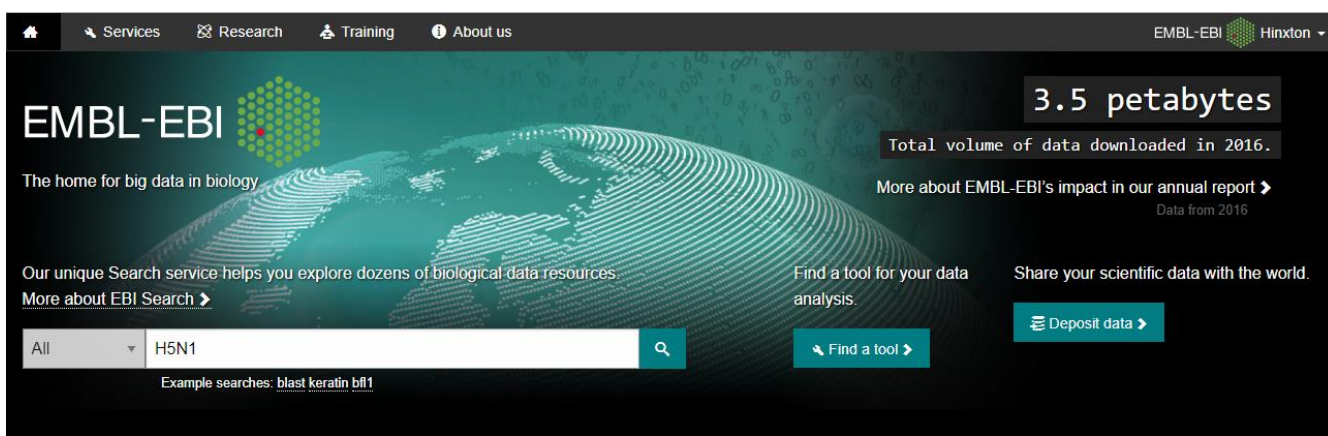 Services Research Training About us EMBL-EBI Hinxton
EMBL-EBI
The home for big data in biology
3.5 petabytes
Total volume of data downloaded in 2016.
More about EMBL-EBI's impact in our annual report
Data from 2016
Our unique Search service helps you explore dozens of biological data resources.
More about EBI Search
All H5N1
Example searches: blast keratin bfl1
Find a tool for your data
analysis.
Find a tool
Share your scientific data with the world.
Deposit data